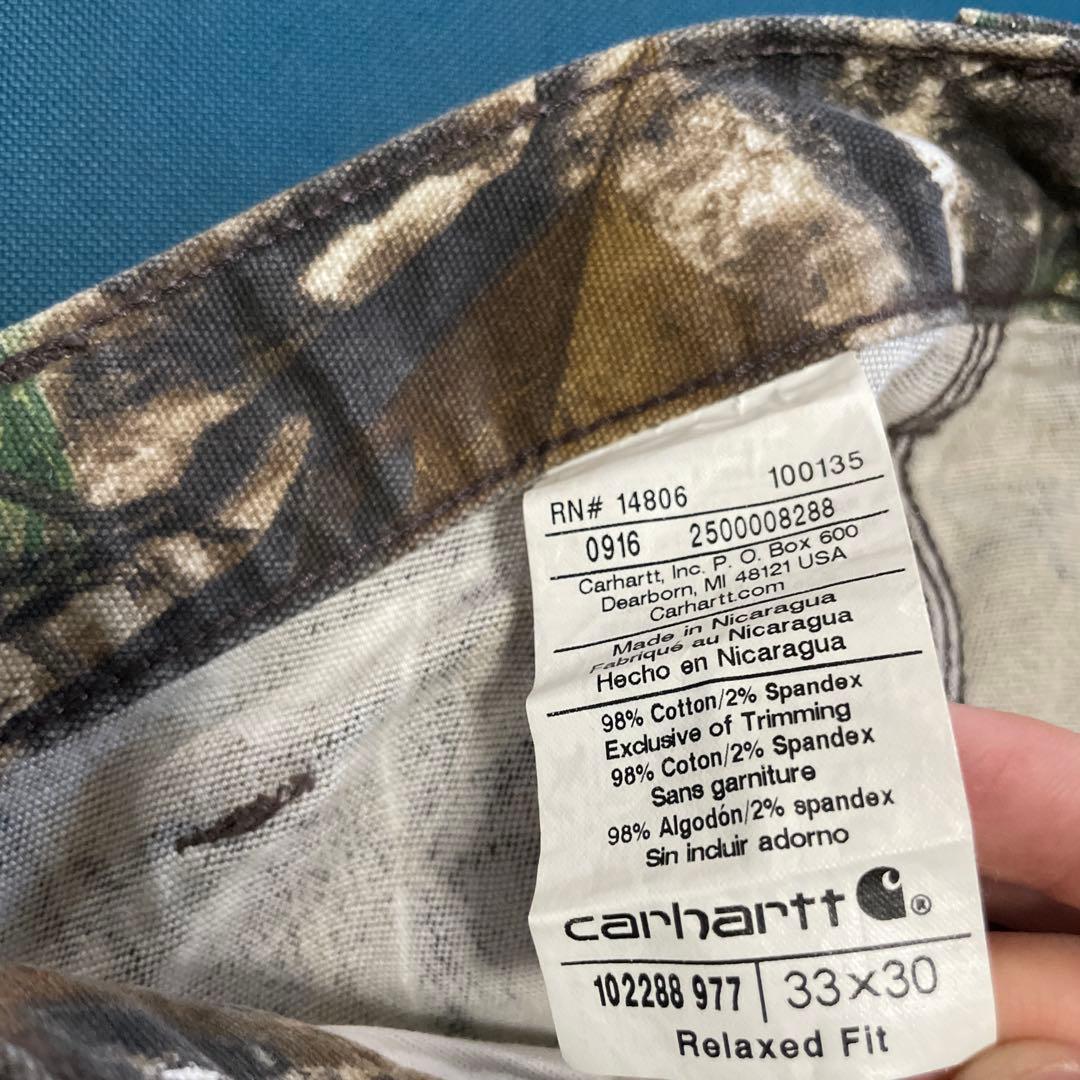 RN# 14806 100135
0916 2500008288
Carhartt, Inc. P. O. Box 600
Dearborn, MI 48121 USA
Carhartt.com
Made in Nicaragua
Fabriqué au Nicaragua
Hecho en Nicaragua
98% Cotton/2% Spandex
Exclusive of Trimming
98% Coton/2% Spandex
Sans garniture
98% Algodón/2% spandex
Sin incluir adorno
carhartt ®
102288 977 | 33×30
Relaxed Fit